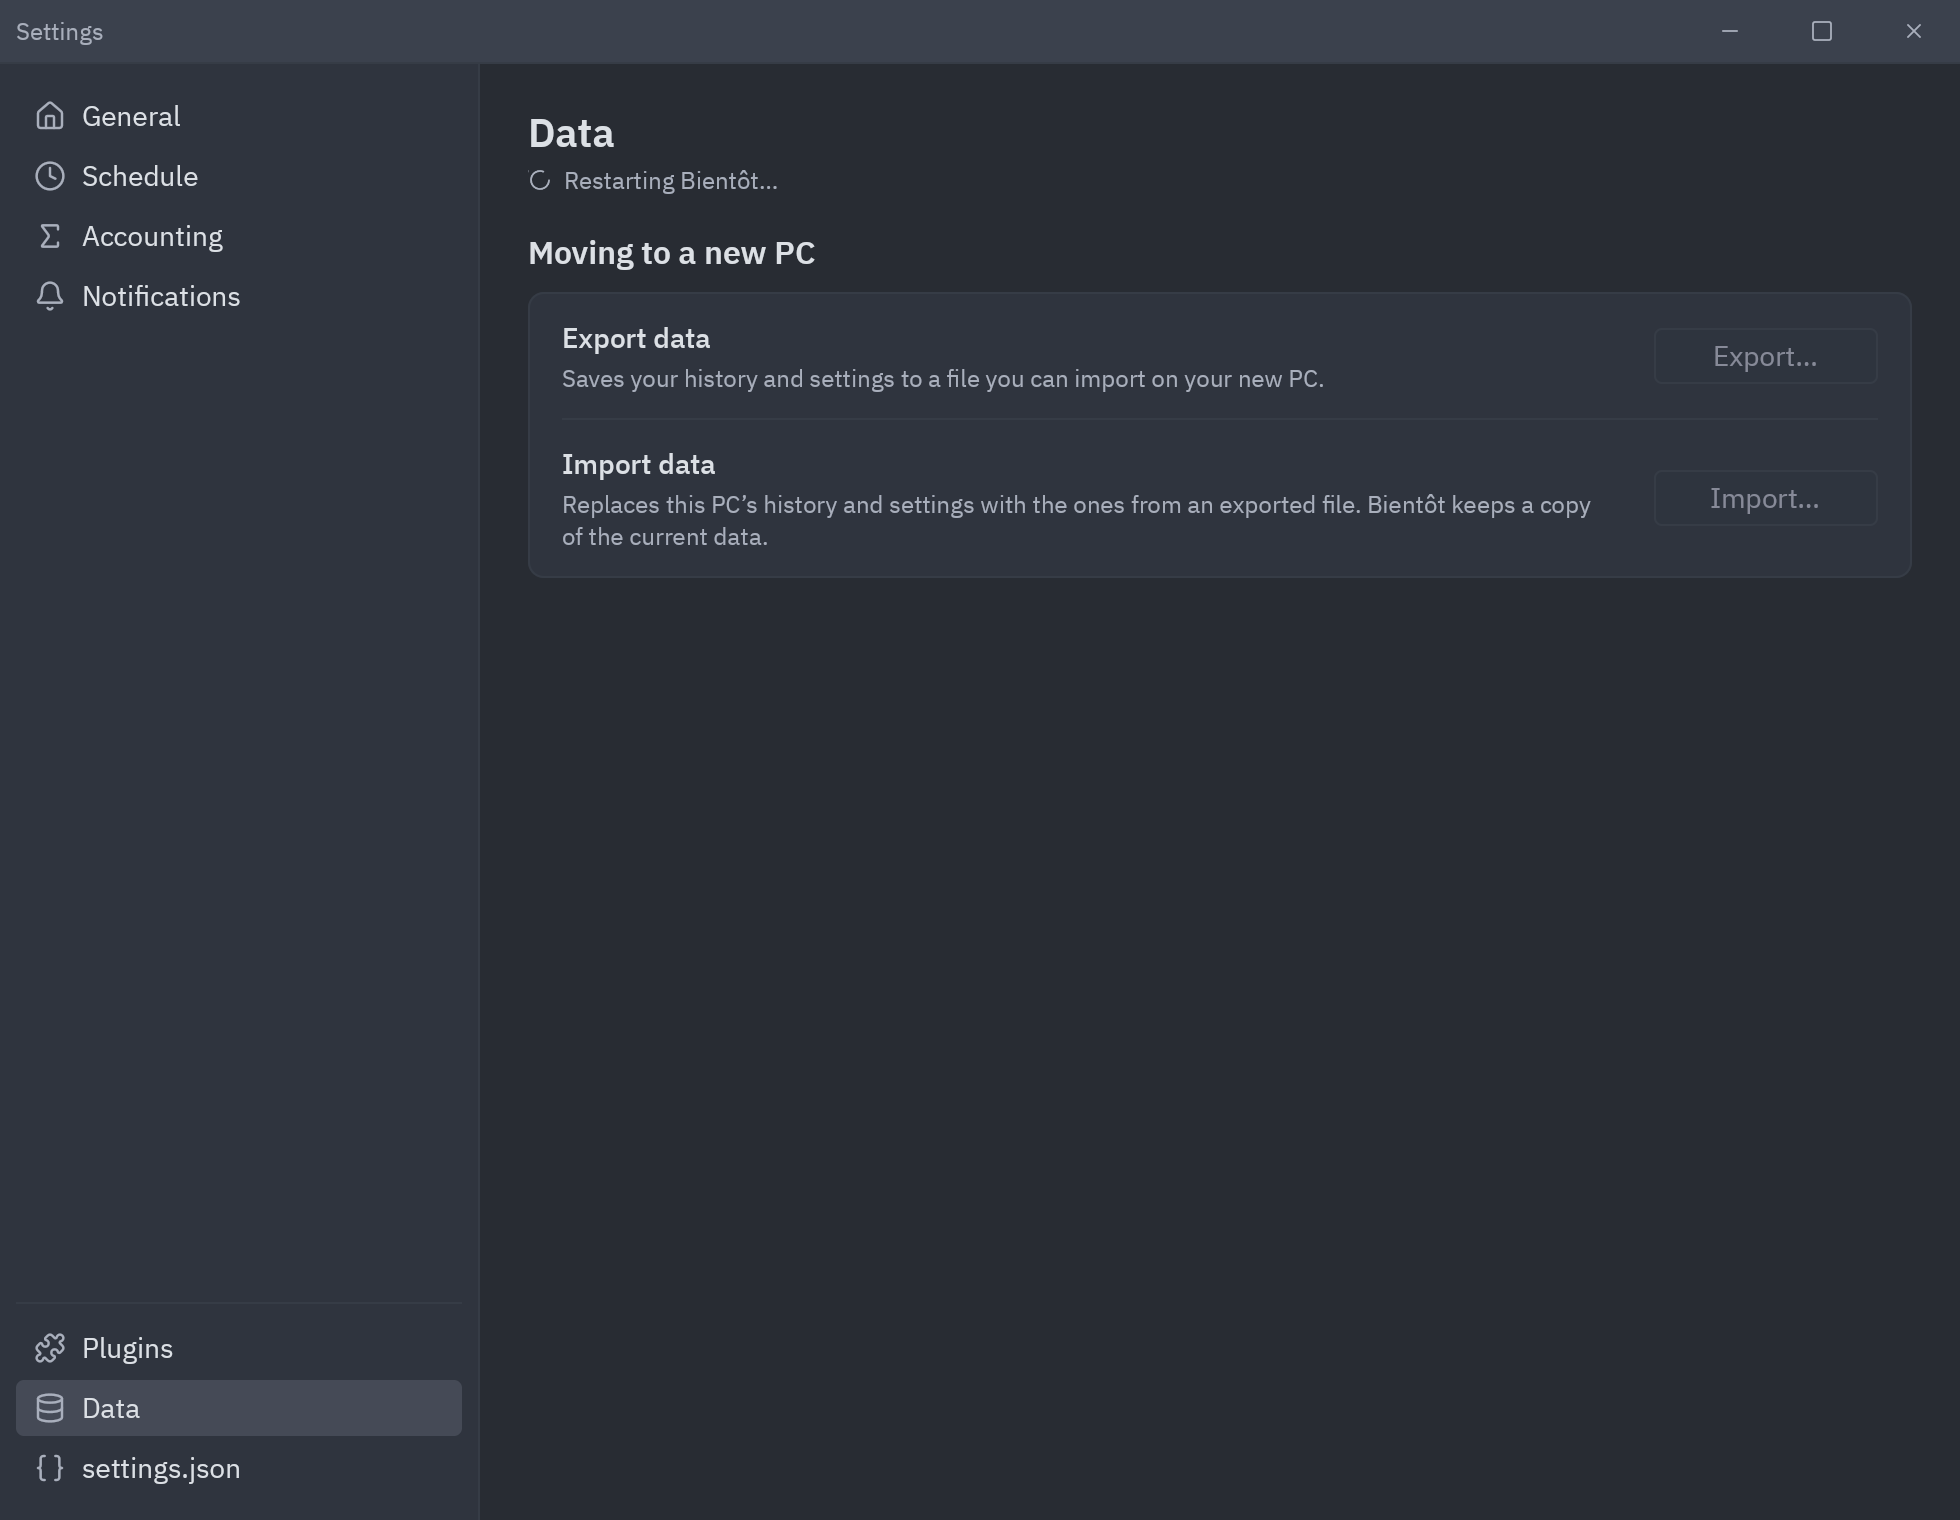 Settings
General
Schedule
Accounting
Notifications
Plugins
Data
settings.json
Data
Restarting Bientôt…
Moving to a new PC
Export data
Saves your history and settings to a file you can import on your new PC.
Export…
Import data
Replaces this PC’s history and settings with the ones from an exported file. Bientôt keeps a copy
of the current data.
Import…